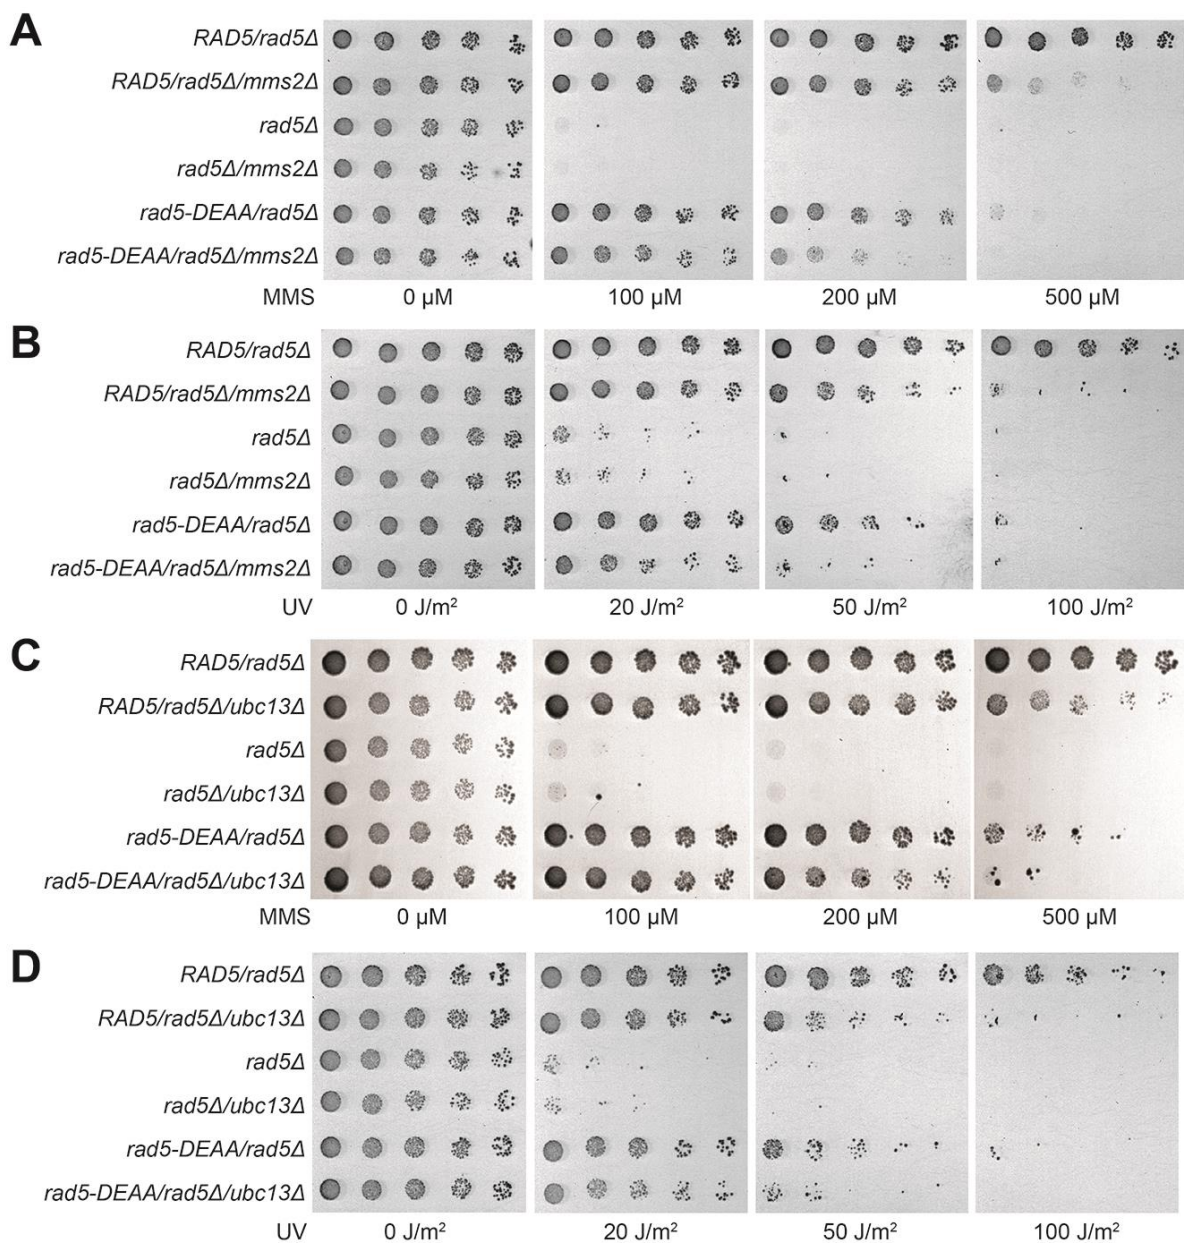 A
RAD5/rad5Δ
RAD5/rad5Δ/mms2Δ
rad5Δ
rad5Δ/mms2Δ
rad5-DEAA/rad5Δ
rad5-DEAA/rad5Δ/mms2Δ
MMS 0 µM 100 µM 200 µM 500 µM
B
RAD5/rad5Δ
RAD5/rad5Δ/mms2Δ
rad5Δ
rad5Δ/mms2Δ
rad5-DEAA/rad5Δ
rad5-DEAA/rad5Δ/mms2Δ
UV 0 J/m² 20 J/m² 50 J/m² 100 J/m²
C
RAD5/rad5Δ
RAD5/rad5Δ/ubc13Δ
rad5Δ
rad5Δ/ubc13Δ
rad5-DEAA/rad5Δ
rad5-DEAA/rad5Δ/ubc13Δ
MMS 0 µM 100 µM 200 µM 500 µM
D
RAD5/rad5Δ
RAD5/rad5Δ/ubc13Δ
rad5Δ
rad5Δ/ubc13Δ
rad5-DEAA/rad5Δ
rad5-DEAA/rad5Δ/ubc13Δ
UV 0 J/m² 20 J/m² 50 J/m² 100 J/m²